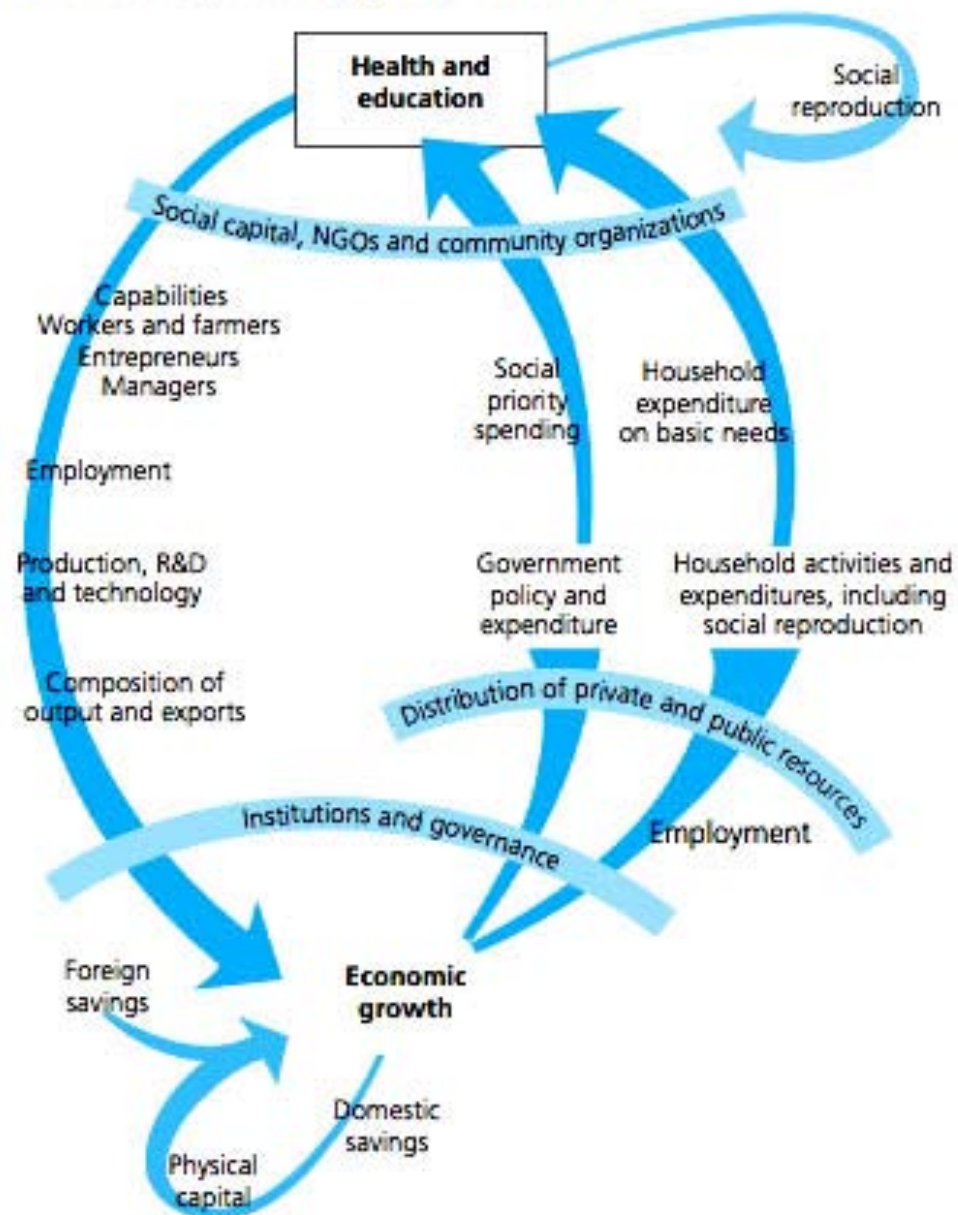 Health and
education
Social
reproduction
Social capital, NGOs and community organizations
Capabilities
Workers and farmers
Entrepreneurs
Managers
Social
priority
spending
Household
expenditure
on basic needs
Employment
Production, R&D
and technology
Government
policy and
expenditure
Household activities and
expenditures, including
social reproduction
Composition of
output and exports
Distribution of private and public resources
Institutions and governance
Employment
Foreign
savings
Economic
growth
Domestic
savings
Physical
capital